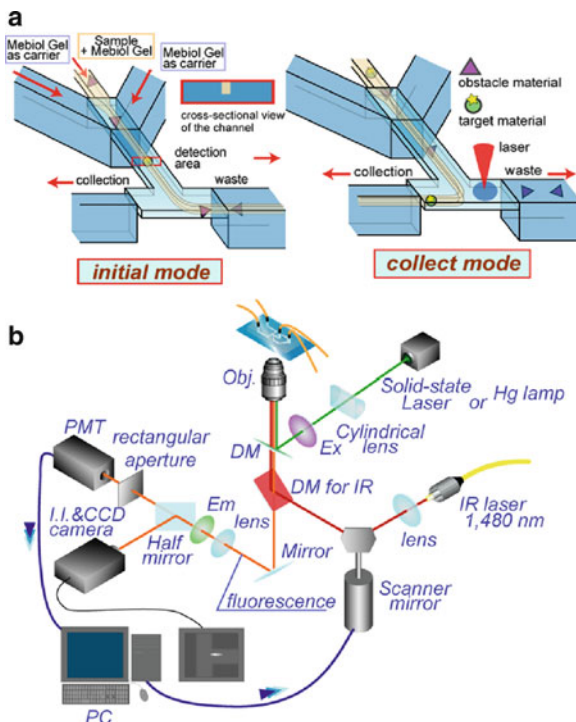 a
Mebiol Gel
as carrier
Sample
+ Mebiol Gel
Mebiol Gel
as carrier
cross-sectional view
of the channel
detection
area
collection
waste
initial mode
obstacle material
target material
laser
collection
waste
collect mode
b
Obj.
Solid-state
Laser or Hg lamp
Cylindrical
lens
Ex
DM
PMT
rectangular
aperture
DM for IR
IR laser
1,480 nm
lens
I.I.&CCD
camera
Em
lens
Half
mirror
Mirror
fluorescence
Scanner
mirror
PC